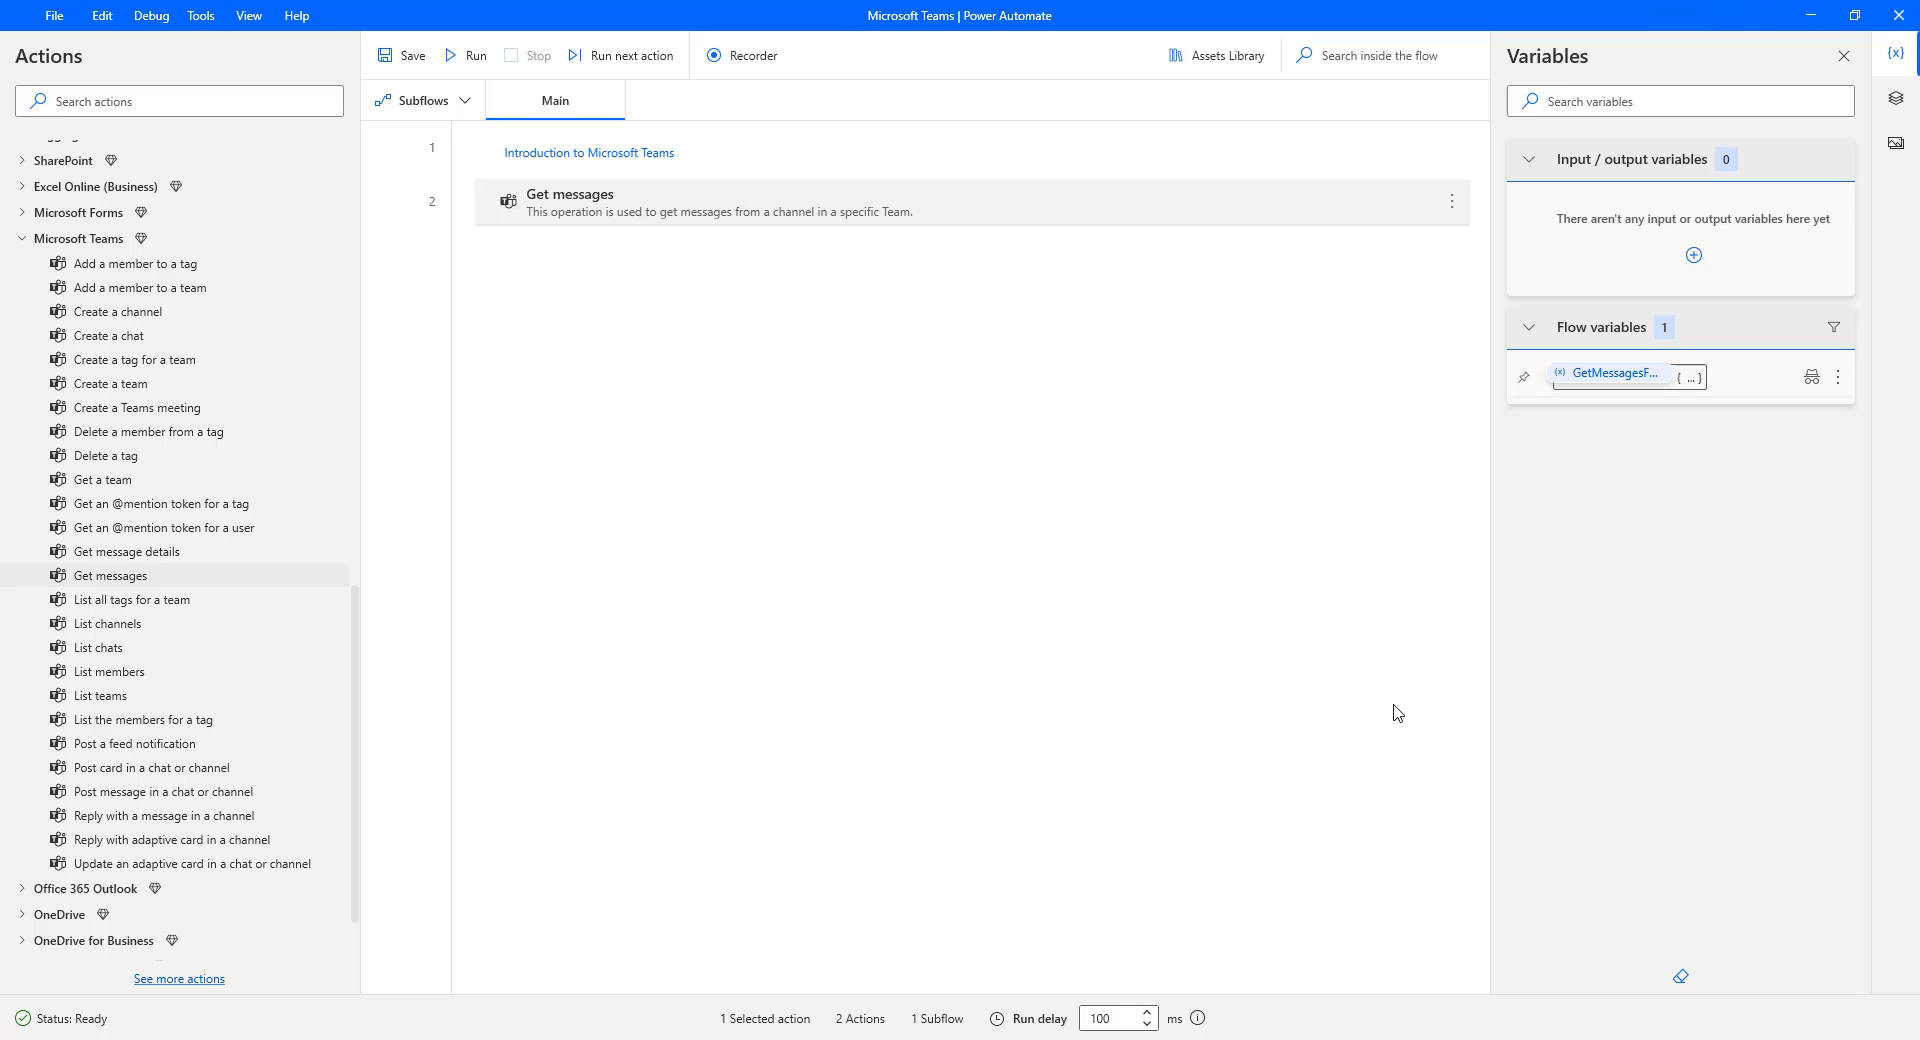 File Edit Debug Tools View Help
Microsoft Teams | Power Automate
Actions
Search actions
SharePoint
Excel Online (Business)
Microsoft Forms
Microsoft Teams
Add a member to a tag
Add a member to a team
Create a channel
Create a chat
Create a tag for a team
Create a team
Create a Teams meeting
Delete a member from a tag
Delete a tag
Get a team
Get an @mention token for a tag
Get an @mention token for a user
Get message details
Get messages
List all tags for a team
List channels
List chats
List members
List teams
List the members for a tag
Post a feed notification
Post card in a chat or channel
Post message in a chat or channel
Reply with a message in a channel
Reply with adaptive card in a channel
Update an adaptive card in a chat or channel
Office 365 Outlook
OneDrive
OneDrive for Business
See more actions
Save Run Stop Run next action Recorder Assets Library Search inside the flow
Subflows Main
1 Introduction to Microsoft Teams
2 Get messages
This operation is used to get messages from a channel in a specific Team.
Variables
{x}
Search variables
Input / output variables 0
There aren't any input or output variables here yet
Flow variables 1
(x) GetMessagesF... { ... }
Status: Ready 1 Selected action 2 Actions 1 Subflow Run delay 100 ms